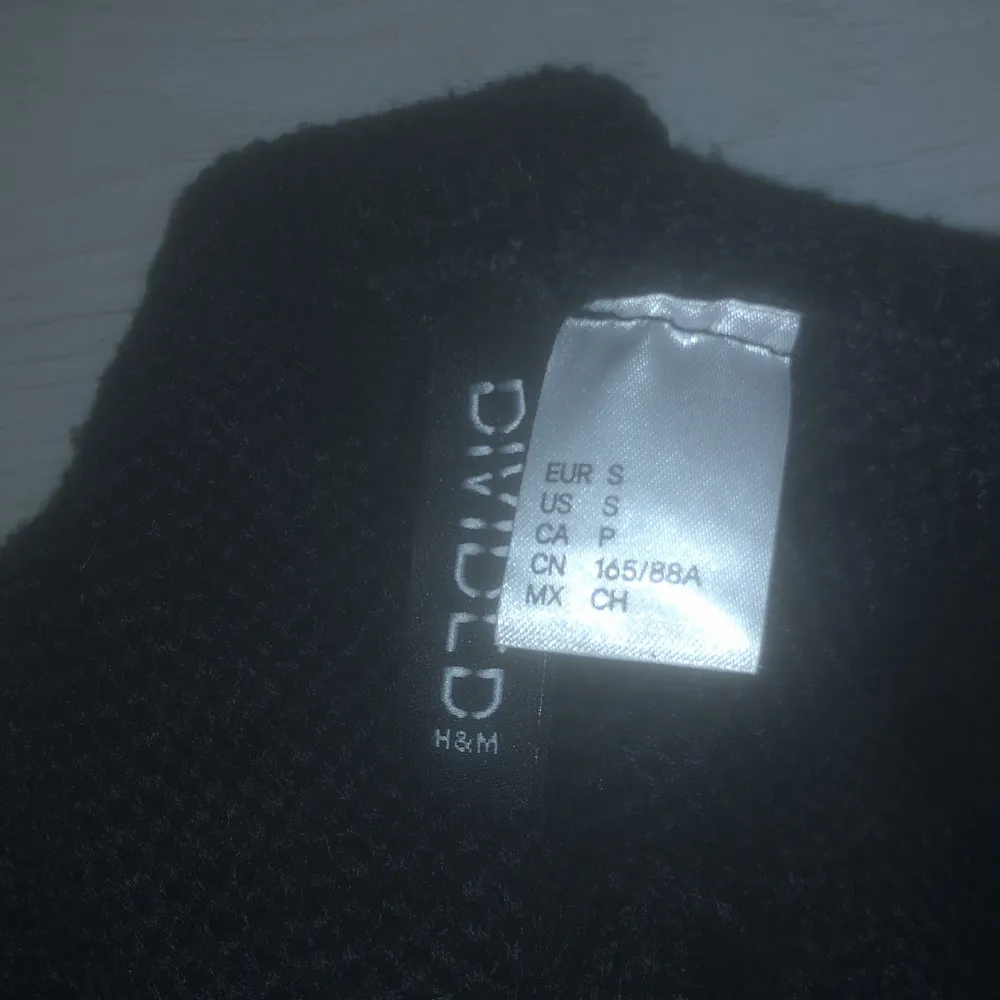 DIVIDED
H&M
EUR S
US S
CA P
CN 165/88A
MX CH